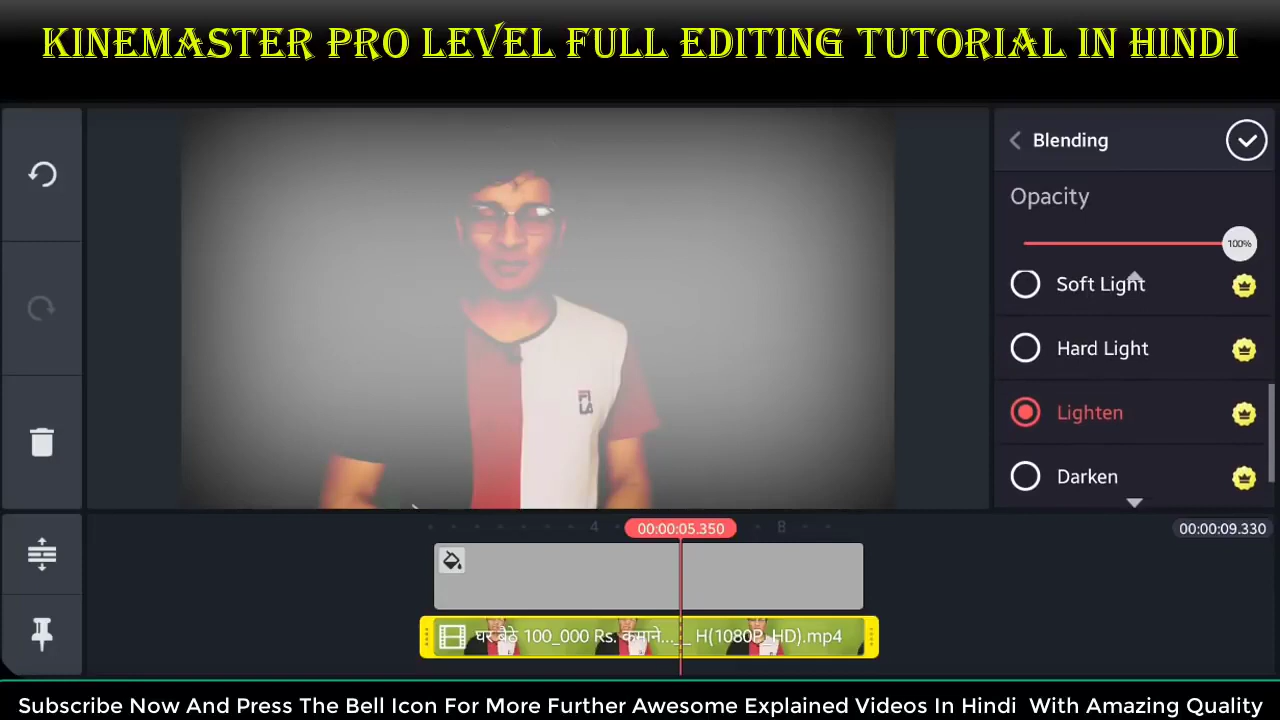 KINEMASTER PRO LEVEL FULL EDITING TUTORIAL IN HINDI
Blending
Opacity
100%
Soft Light
Hard Light
FILA
Lighten
Darken
4
00:00:05.350
8
00:00:09.330
घर बैठे 100_000 Rs. कमाने...__ H(1080P_HD).mp4
Subscribe Now And Press The Bell Icon For More Further Awesome Explained Videos In Hindi With Amazing Quality